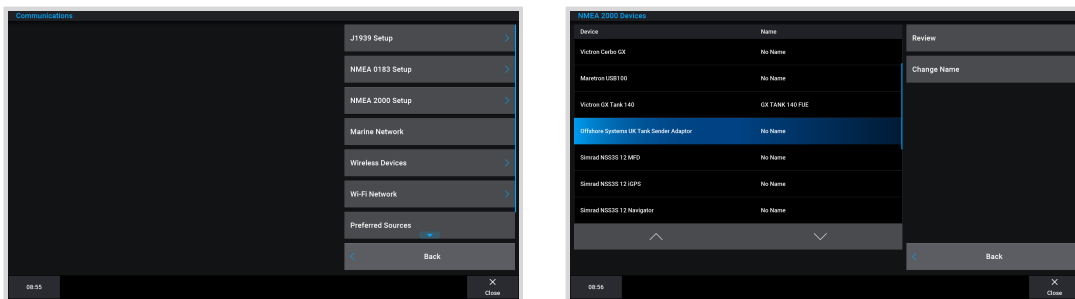 Communications
J1939 Setup
NMEA 0183 Setup
NMEA 2000 Setup
Marine Network
Wireless Devices
Wi-Fi Network
Preferred Sources
Back
08:55
Close
NMEA 2000 Devices
Device Name
Victron Cerbo GX No Name
Maretron USB100 No Name
Victron GX Tank 140 GX TANK 140 FUE
Offshore Systems UK Tank Sender Adaptor No Name
Simrad NSS3S 12 MFD No Name
Simrad NSS3S 12 iGPS No Name
Simrad NSS3S 12 Navigator No Name
Review
Change Name
Back
08:56
Close